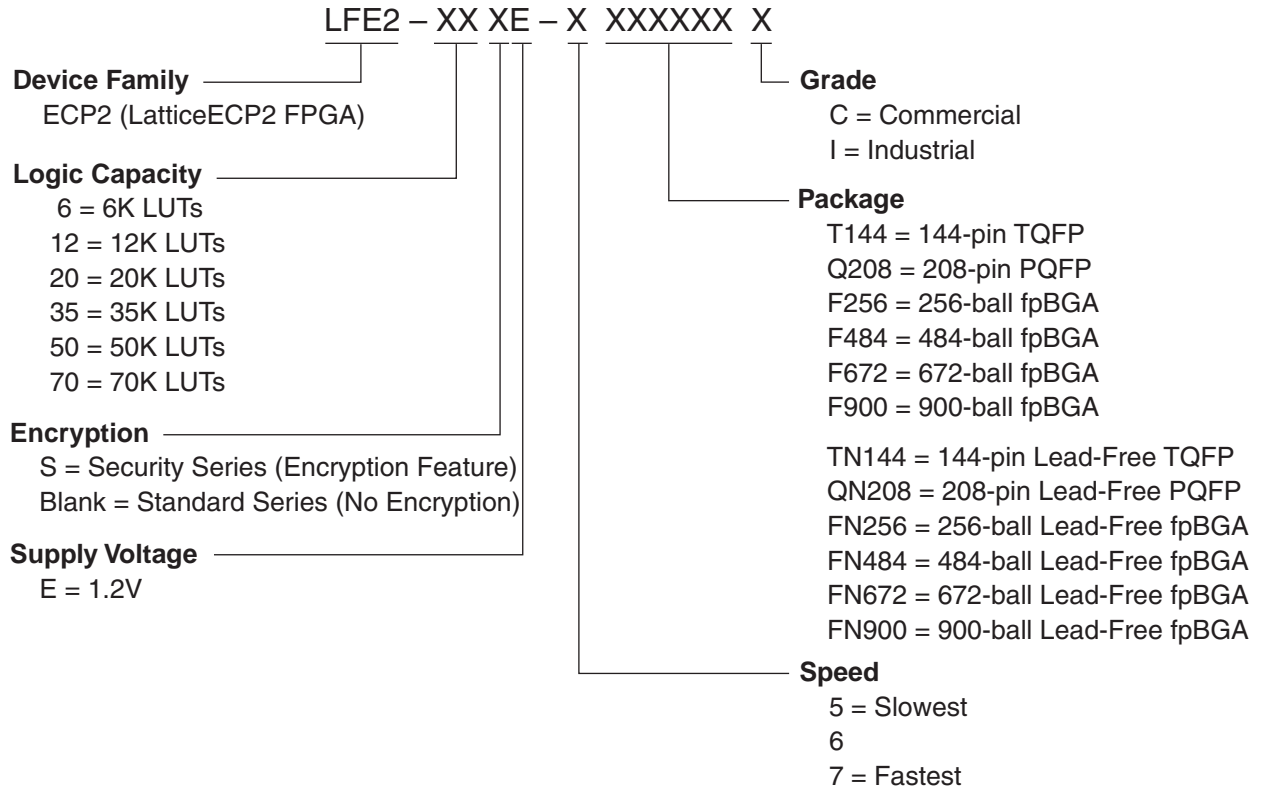 LFE2 – XX XE – X XXXXXX X
Device Family
ECP2 (LatticeECP2 FPGA)
Logic Capacity
6 = 6K LUTs
12 = 12K LUTs
20 = 20K LUTs
35 = 35K LUTs
50 = 50K LUTs
70 = 70K LUTs
Encryption
S = Security Series (Encryption Feature)
Blank = Standard Series (No Encryption)
Supply Voltage
E = 1.2V
Grade
C = Commercial
I = Industrial
Package
T144 = 144-pin TQFP
Q208 = 208-pin PQFP
F256 = 256-ball fpBGA
F484 = 484-ball fpBGA
F672 = 672-ball fpBGA
F900 = 900-ball fpBGA
TN144 = 144-pin Lead-Free TQFP
QN208 = 208-pin Lead-Free PQFP
FN256 = 256-ball Lead-Free fpBGA
FN484 = 484-ball Lead-Free fpBGA
FN672 = 672-ball Lead-Free fpBGA
FN900 = 900-ball Lead-Free fpBGA
Speed
5 = Slowest
6
7 = Fastest